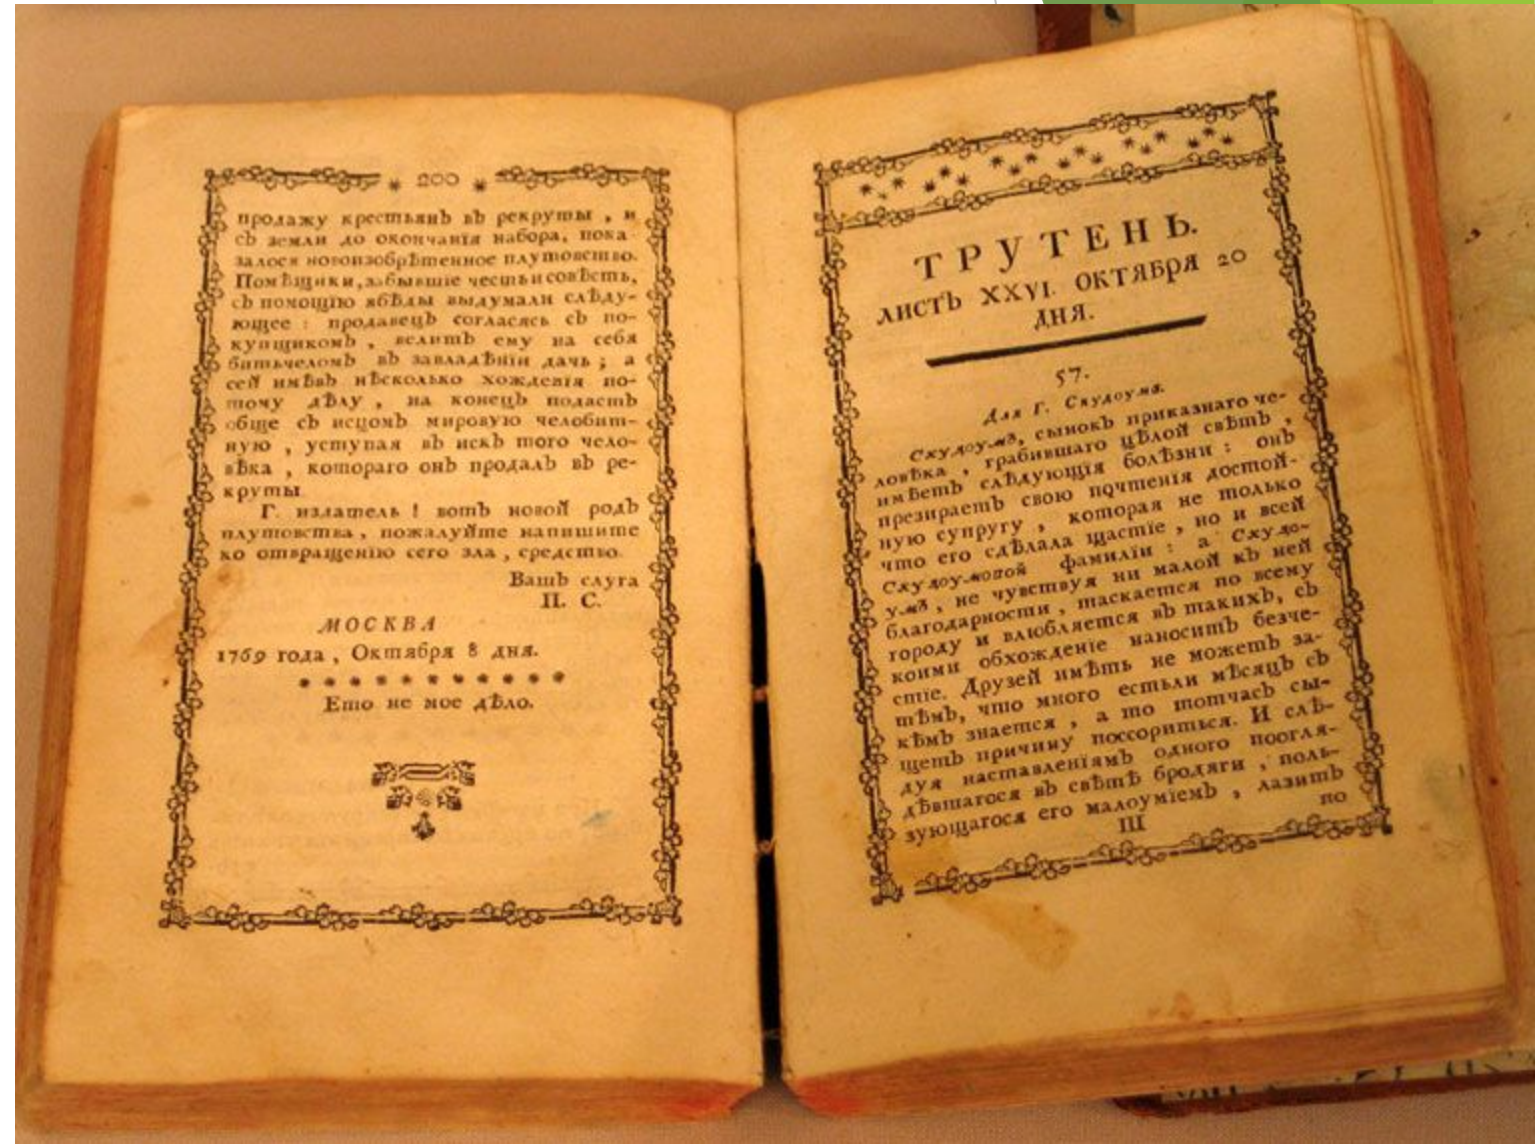 * 200 *
продажу крестьянъ въ рекруты, и
съ земли до окончанія набора, пока-
залося новоизобрѣтенное плутовство.
Помѣщики, забывшіе честь и совѣсть,
съ помощію ябѣды выдумали слѣду-
ющее: продавецъ согласясь съ по-
купщикомъ, велитъ ему на себя
битьчеломъ въ завладѣніи дачь; а
сей имѣвъ нѣсколько хожденія по-
тому дѣлу, на конецъ подастъ
обще съ исцомъ мировую челобит-
ную, уступая въ искъ того чело-
вѣка, котораго онъ продалъ въ ре-
круты
Г. издатель! вотъ новой родъ
плутовства, пожалуйте напишите
ко отвращенію сего зла, средство.
Вашъ слуга
П. С.
МОСКВА
1769 года, Октября 8 дня.
Ето не мое дѣло.
ТРУТЕНЬ.
ЛИСТЪ XXVI. ОКТЯБРЯ 20
ДНЯ.
57.
Для Г. Скудоума.
Скудоумъ, сынокъ приказнаго че-
ловѣка, грабившаго цѣлой свѣтъ,
имѣетъ слѣдующія болѣзни: онъ
презираетъ свою почтенія достой-
ную супругу, которая не только
что его сдѣлала щастіе, но и всей
Скудоумовой фамиліи: а Скудо-
умъ, не чувствуя ни малой къ ней
благодарности, таскается по всему
городу и влюбляется въ такихъ, съ
коими обхожденіе наноситъ безче-
стіе. Друзей имѣть не можетъ за-
тѣмъ, что много естьли мѣсяцъ съ
кѣмъ знается, а то тотчасъ сы-
щетъ причину поссориться. И слѣ-
дуя наставленіямъ одного поогля-
дѣвшагося въ свѣтѣ бродяги, поль-
зующагося его малоуміемъ, лазитъ
Ш
по